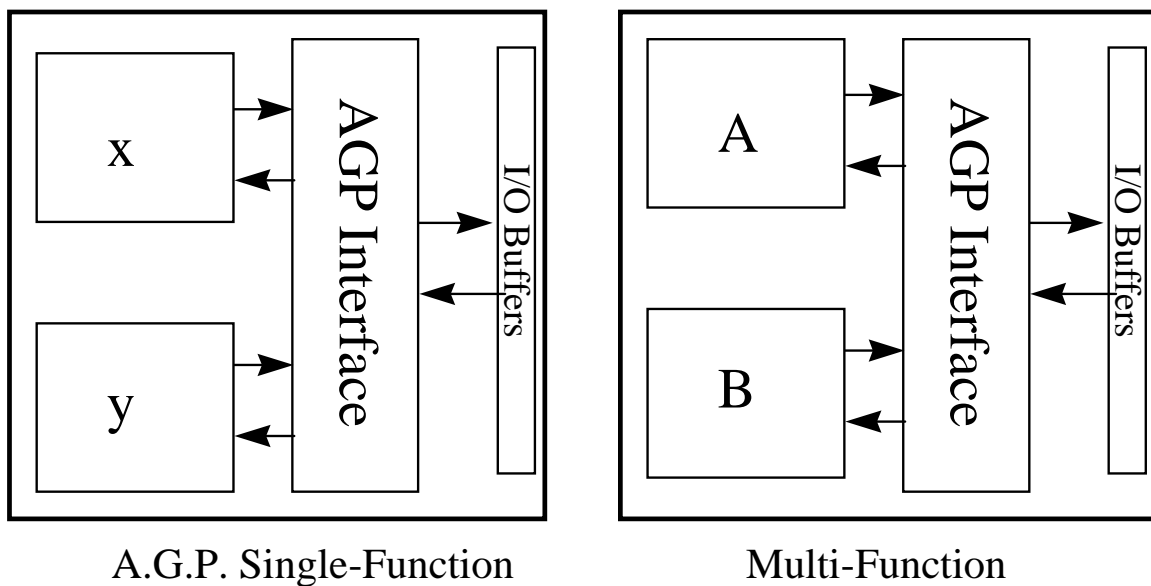 x
AGP Interface
I/O Buffers
y
A.G.P. Single-Function
A
AGP Interface
I/O Buffers
B
Multi-Function